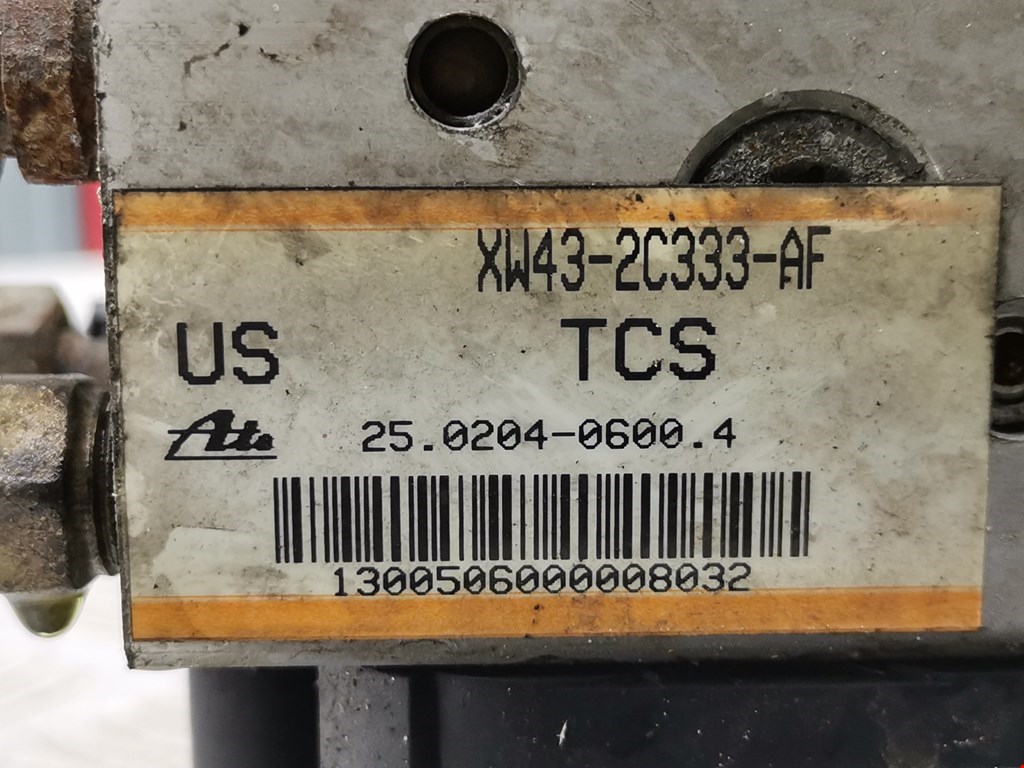 XW43-2C333-AF
US TCS
Ate 25.0204-0600.4
1300506000008032